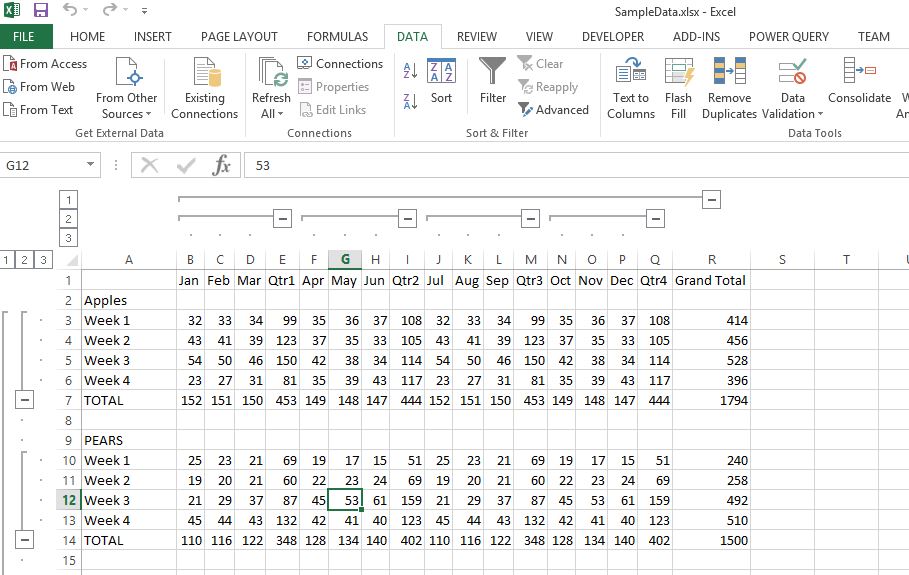 SampleData.xlsx - Excel
FILE HOME INSERT PAGE LAYOUT FORMULAS DATA REVIEW VIEW DEVELOPER ADD-INS POWER QUERY TEAM
From Access
From Web
From Text
From Other Sources
Existing Connections
Get External Data
Refresh All
Connections
Properties
Edit Links
Connections
Sort
Filter
Clear
Reapply
Advanced
Sort & Filter
Text to Columns
Flash Fill
Remove Duplicates
Data Validation
Consolidate
Data Tools
G12 fx 53
1
2
3
1 2 3 A B C D E F G H I J K L M N O P Q R S T
1 Jan Feb Mar Qtr1 Apr May Jun Qtr2 Jul Aug Sep Qtr3 Oct Nov Dec Qtr4 Grand Total
2 Apples
3 Week 1 32 33 34 99 35 36 37 108 32 33 34 99 35 36 37 108 414
4 Week 2 43 41 39 123 37 35 33 105 43 41 39 123 37 35 33 105 456
5 Week 3 54 50 46 150 42 38 34 114 54 50 46 150 42 38 34 114 528
6 Week 4 23 27 31 81 35 39 43 117 23 27 31 81 35 39 43 117 396
7 TOTAL 152 151 150 453 149 148 147 444 152 151 150 453 149 148 147 444 1794
8
9 PEARS
10 Week 1 25 23 21 69 19 17 15 51 25 23 21 69 19 17 15 51 240
11 Week 2 19 20 21 60 22 23 24 69 19 20 21 60 22 23 24 69 258
12 Week 3 21 29 37 87 45 53 61 159 21 29 37 87 45 53 61 159 492
13 Week 4 45 44 43 132 42 41 40 123 45 44 43 132 42 41 40 123 510
14 TOTAL 110 116 122 348 128 134 140 402 110 116 122 348 128 134 140 402 1500
15